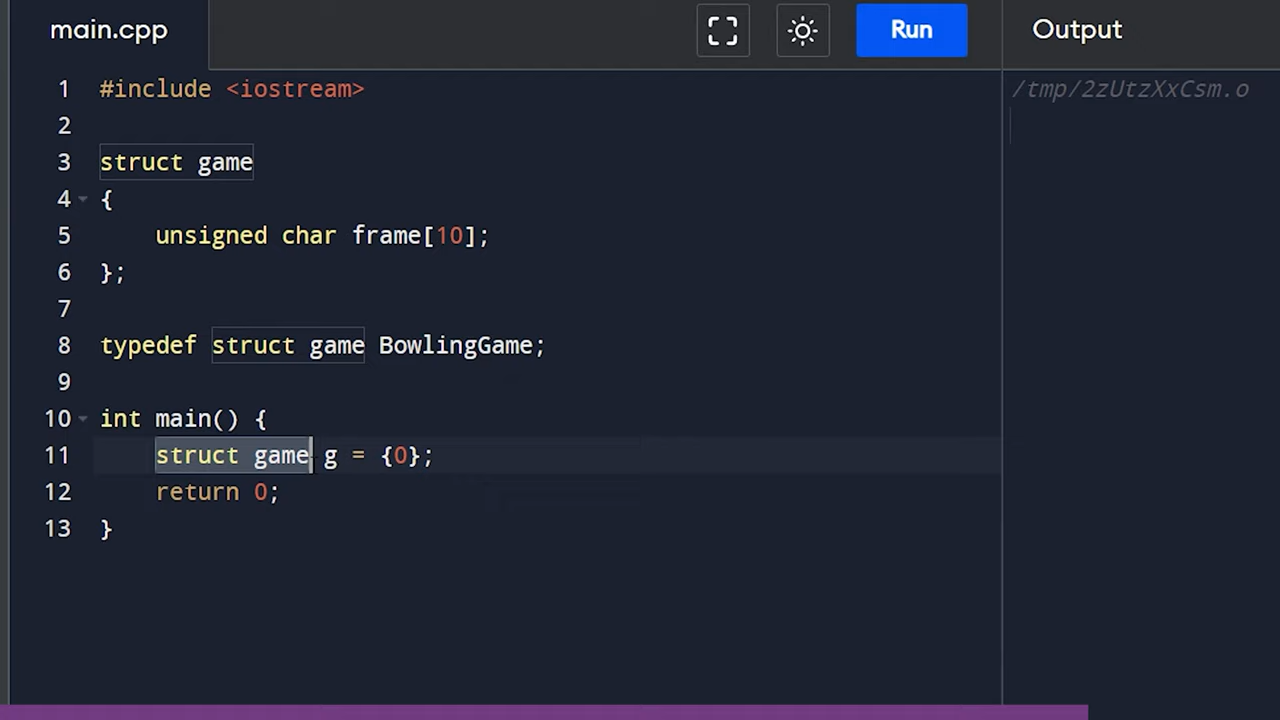 main.cpp
Run
Output
1 #include <iostream>
/tmp/2zUtzXxCsm.o
2
3 struct game
4 {
5     unsigned char frame[10];
6 };
7
8 typedef struct game BowlingGame;
9
10 int main() {
11     struct game g = {0};
12     return 0;
13 }